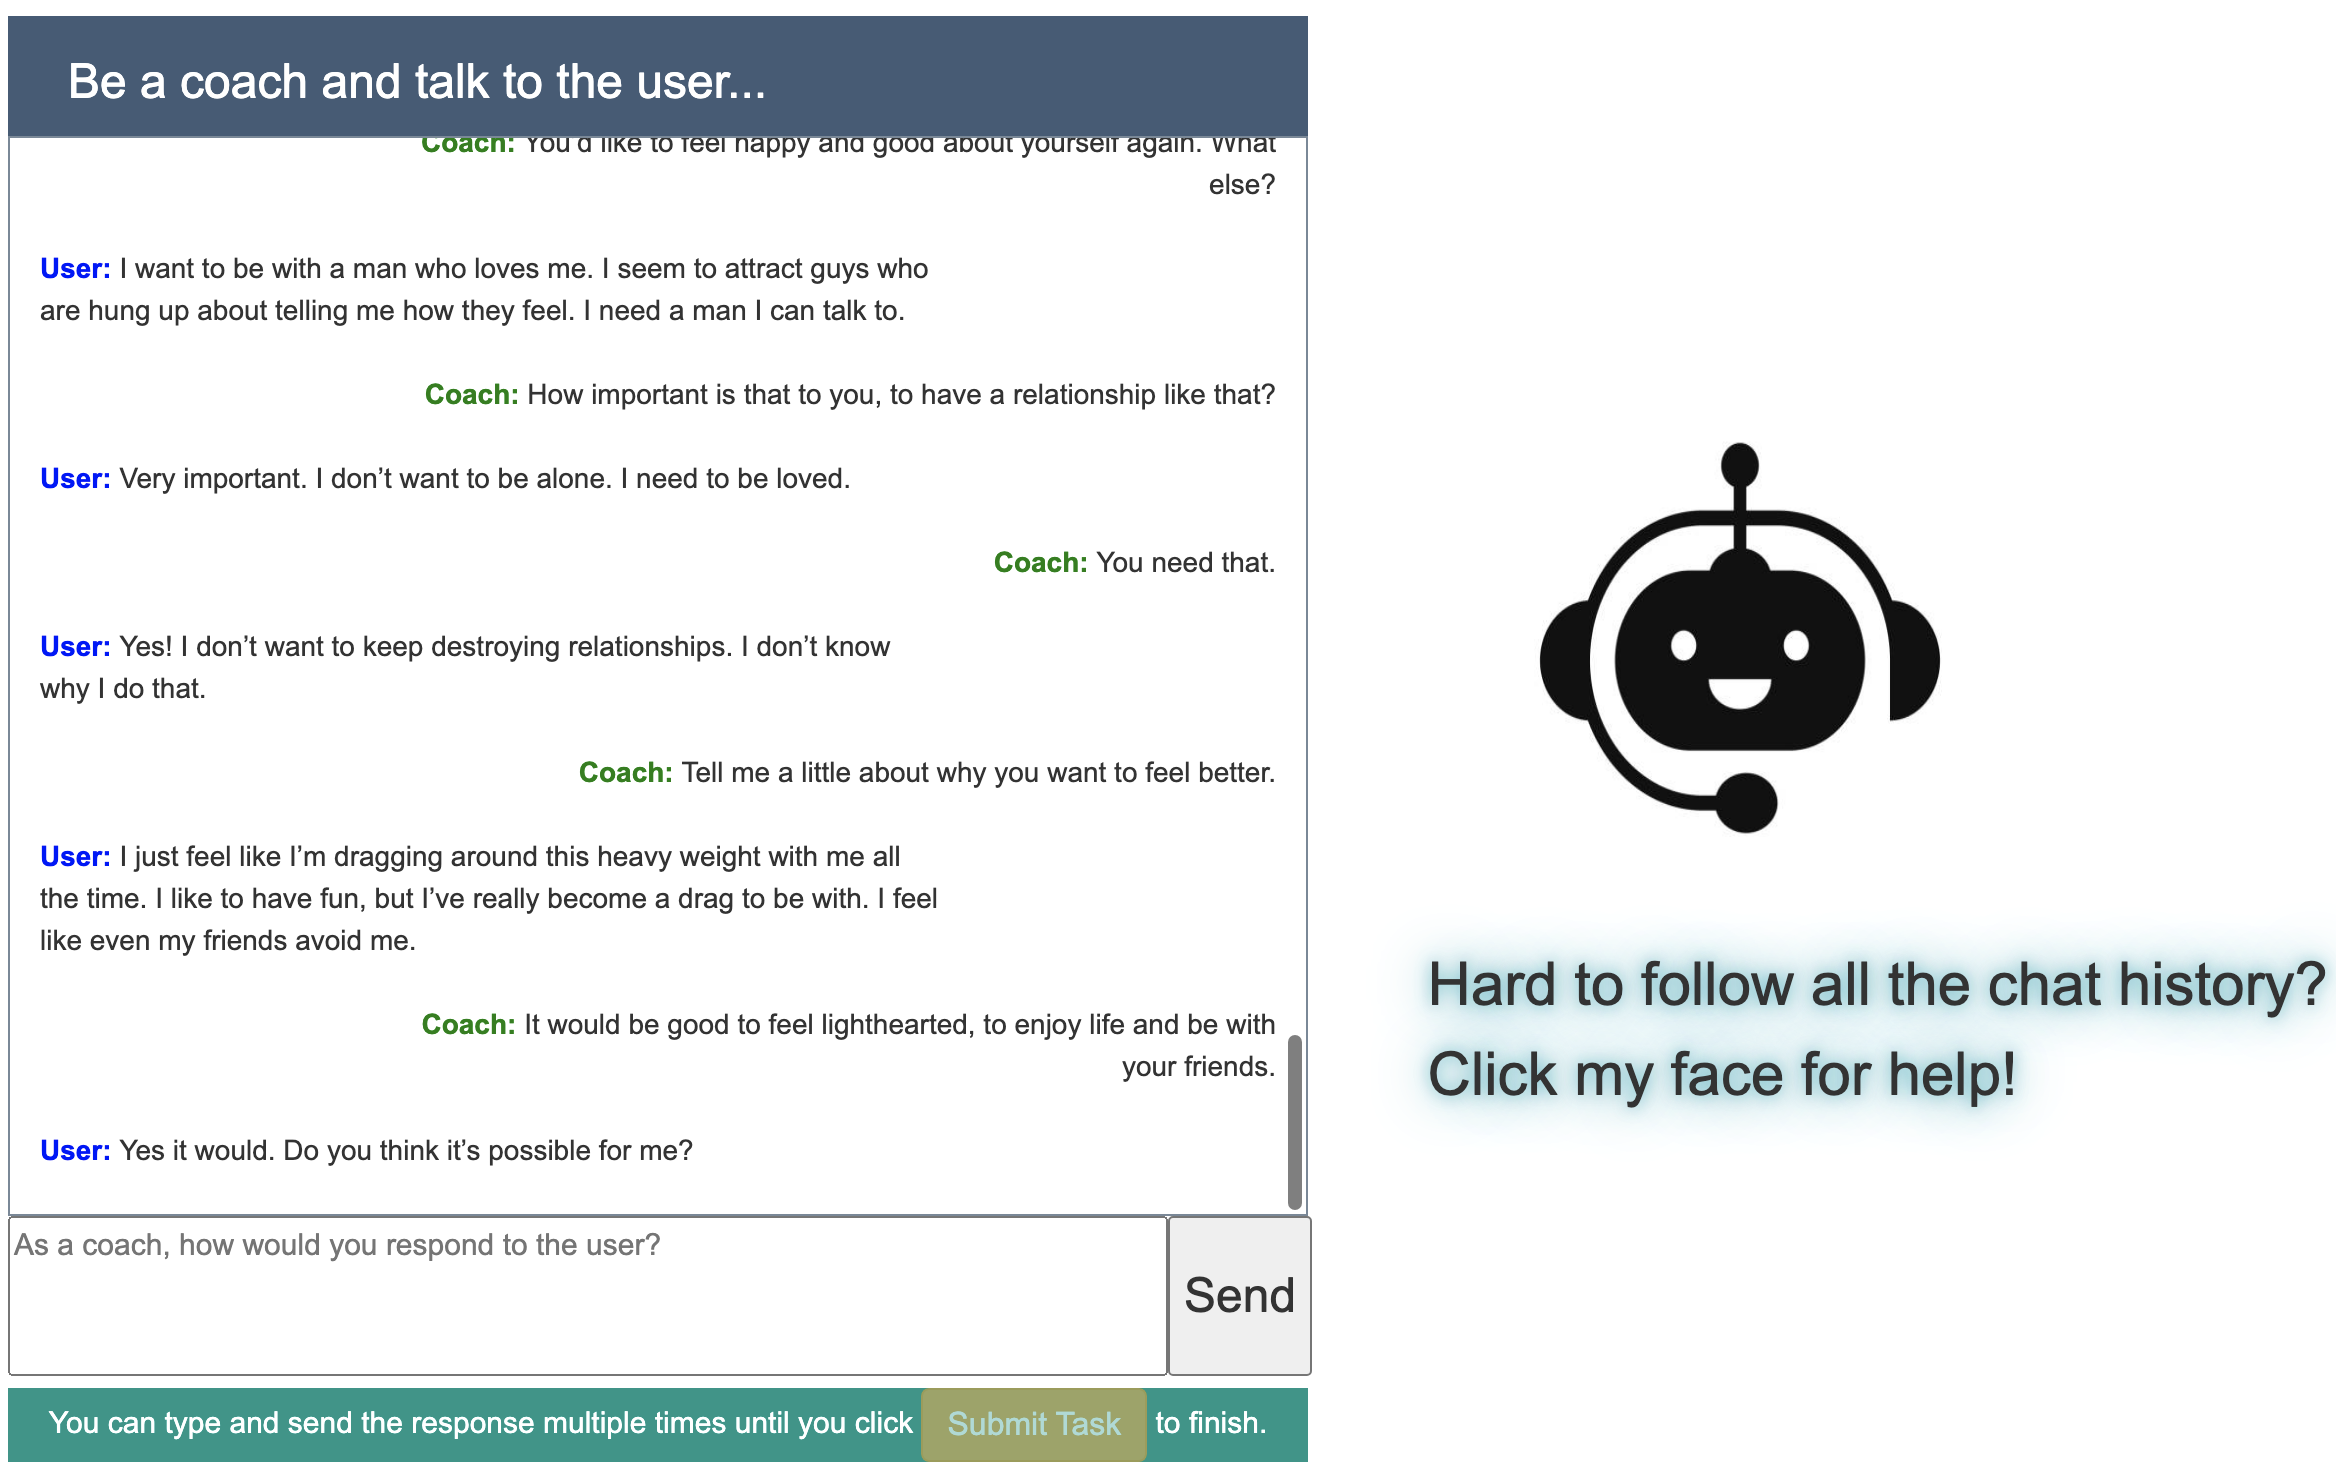 Be a coach and talk to the user...
Coach: You'd like to feel happy and good about yourself again. What
else?
User: I want to be with a man who loves me. I seem to attract guys who
are hung up about telling me how they feel. I need a man I can talk to.
Coach: How important is that to you, to have a relationship like that?
User: Very important. I don’t want to be alone. I need to be loved.
Coach: You need that.
User: Yes! I don’t want to keep destroying relationships. I don’t know
why I do that.
Coach: Tell me a little about why you want to feel better.
User: I just feel like I’m dragging around this heavy weight with me all
the time. I like to have fun, but I’ve really become a drag to be with. I feel
like even my friends avoid me.
Coach: It would be good to feel lighthearted, to enjoy life and be with
your friends.
User: Yes it would. Do you think it’s possible for me?
As a coach, how would you respond to the user?
Send
You can type and send the response multiple times until you click Submit Task to finish.
Hard to follow all the chat history?
Click my face for help!